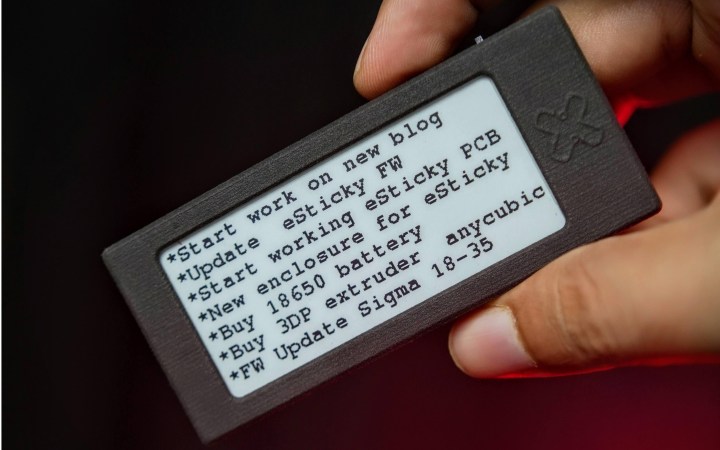 *Start work on new blog
*Update eSticky FW
*Start working eSticky PCB
*New enclosure for eSticky
*Buy 18650 battery
*Buy 3DP extruder anycubic
*FW Update Sigma 18-35